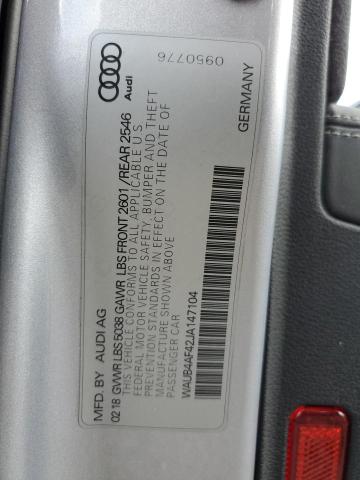 MFD. BY AUDI AG
0218 GVWR LBS 5038 GAWR LBS FRONT 2601/REAR 2546
THIS VEHICLE CONFORMS TO ALL APPLICABLE U S
FEDERAL MOTOR VEHICLE SAFETY, BUMPER AND THEFT
PREVENTION STANDARDS IN EFFECT ON THE DATE OF
MANUFACTURE SHOWN ABOVE
PASSENGER CAR
WAUB4AF42JA147104
GERMANY
Audi
0950776